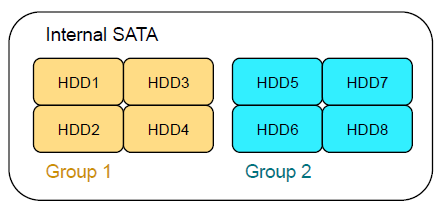 Internal SATA
HDD1 HDD3 HDD5 HDD7
HDD2 HDD4 HDD6 HDD8
Group 1 Group 2